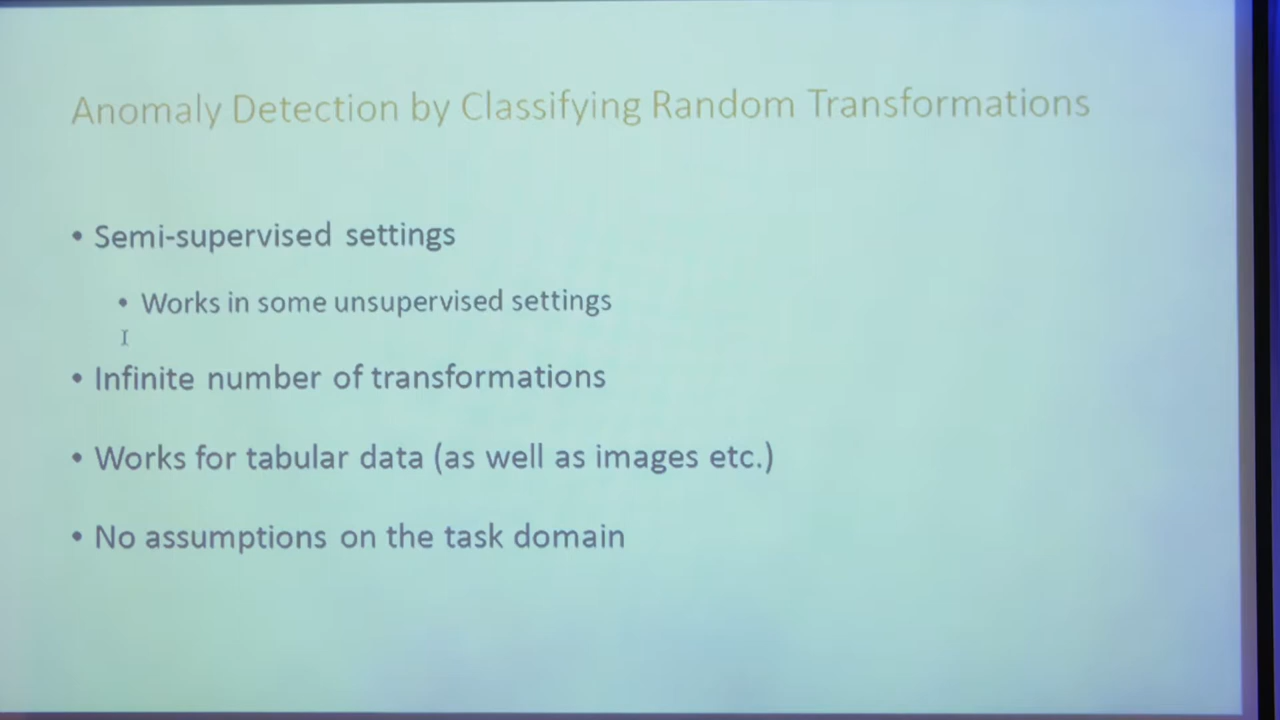 Anomaly Detection by Classifying Random Transformations
• Semi-supervised settings
• Works in some unsupervised settings
• Infinite number of transformations
• Works for tabular data (as well as images etc.)
• No assumptions on the task domain